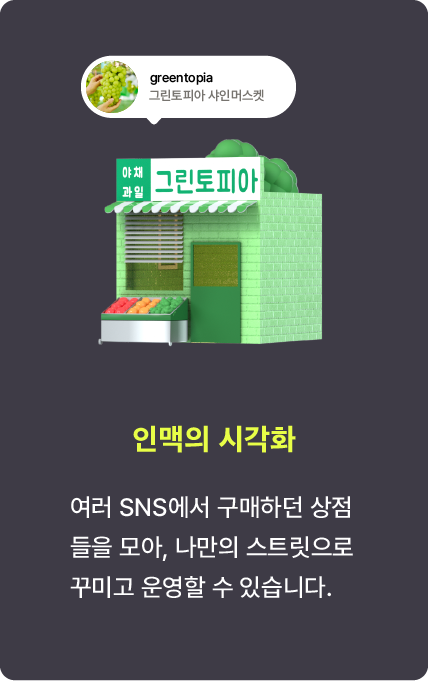 greentopia
그린토피아 샤인머스켓
야채
과일
그린토피아
인맥의 시각화
여러 SNS에서 구매하던 상점
들을 모아, 나만의 스트릿으로
꾸미고 운영할 수 있습니다.